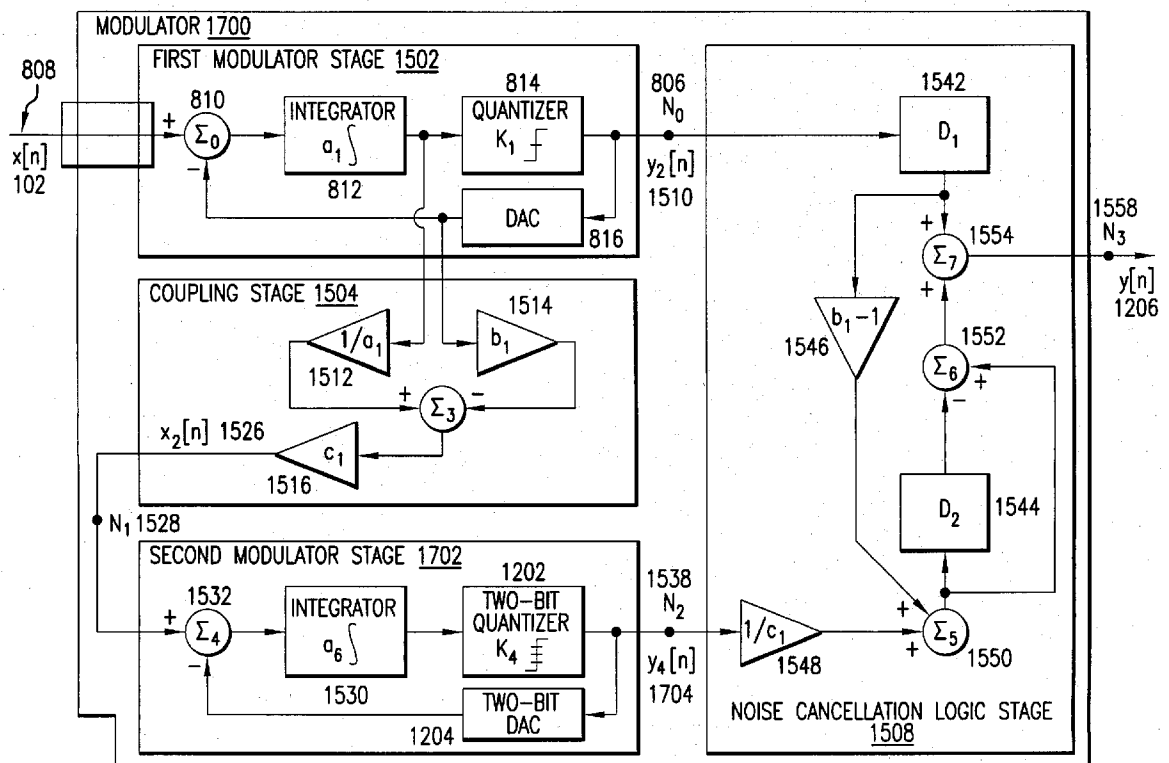 MODULATOR 1700
FIRST MODULATOR STAGE 1502
808
x[n]
102
810
+
Σ0
-
INTEGRATOR
a1 ∫
812
814
QUANTIZER
K1
DAC
816
806
N0
y2[n]
1510
COUPLING STAGE 1504
1/a1
1512
1514
b1
+
Σ3
-
c1
1516
x2[n] 1526
N1 1528
SECOND MODULATOR STAGE 1702
1532
+
Σ4
-
INTEGRATOR
a6 ∫
1530
1202
TWO-BIT
QUANTIZER
K4
TWO-BIT
DAC
1204
1538
N2
y4[n]
1704
1542
D1
+
Σ7
+
1554
1558
N3
y[n]
1206
b1-1
1546
1552
Σ6
+
-
D2
1544
1/c1
1548
+
+
Σ5
1550
NOISE CANCELLATION LOGIC STAGE
1508